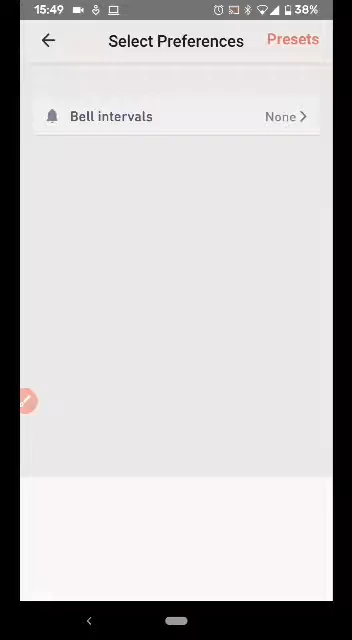 15:49
38%
Select Preferences
Presets
Bell intervals
None